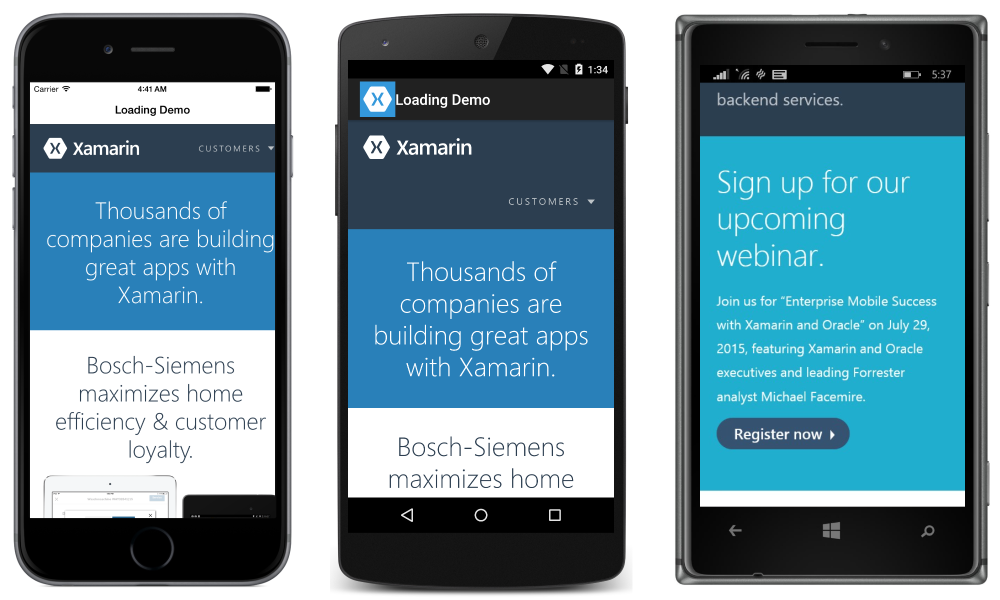 Carrier 4:41 AM
Loading Demo
Xamarin CUSTOMERS
Thousands of
companies are building
great apps with
Xamarin.
Bosch-Siemens
maximizes home
efficiency & customer
loyalty.
1:34
Loading Demo
Xamarin
CUSTOMERS
Thousands of
companies are
building great apps
with Xamarin.
Bosch-Siemens
maximizes home
5:37
backend services.
Sign up for our
upcoming
webinar.
Join us for “Enterprise Mobile Success
with Xamarin and Oracle” on July 29,
2015, featuring Xamarin and Oracle
executives and leading Forrester
analyst Michael Facemire.
Register now